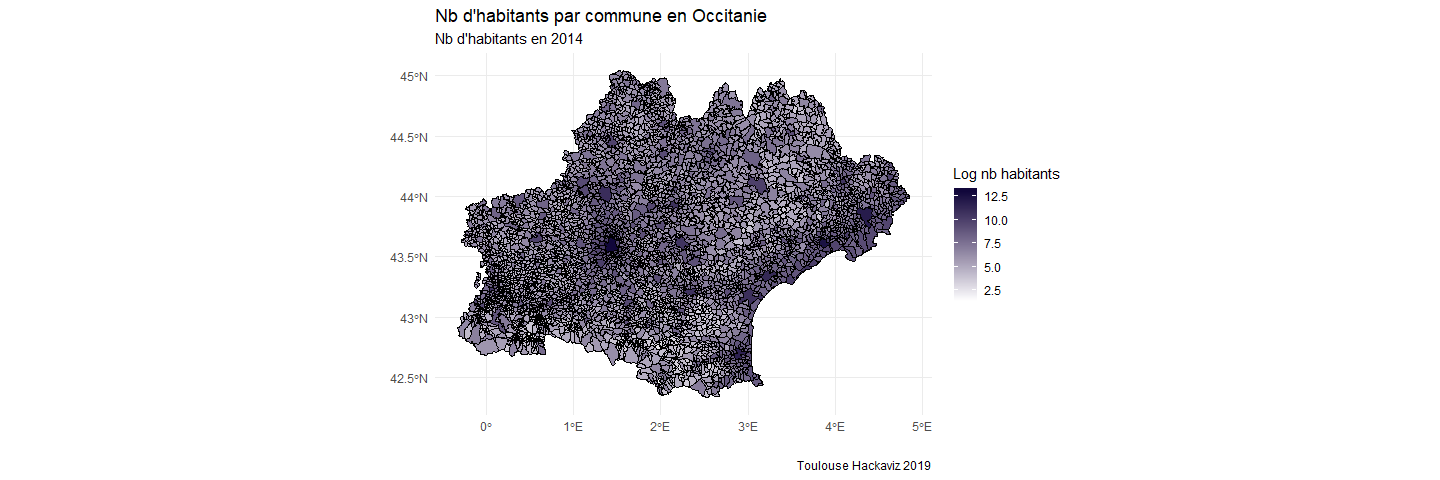 Nb d'habitants par commune en Occitanie
Nb d'habitants en 2014
45°N
44.5°N
44°N
43.5°N
43°N
42.5°N
0°
1°E
2°E
3°E
4°E
5°E
Log nb habitants
12.5
10.0
7.5
5.0
2.5
Toulouse Hackaviz 2019